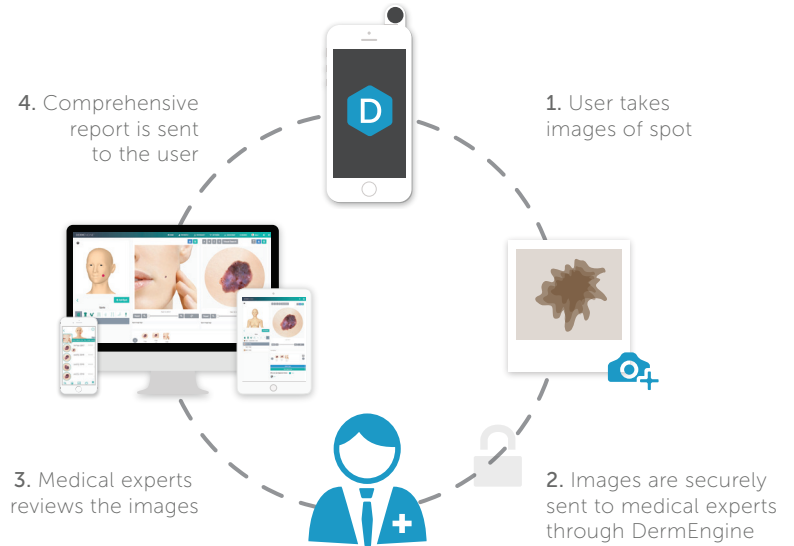 D
1. User takes
images of spot
2. Images are securely
sent to medical experts
through DermEngine
3. Medical experts
reviews the images
4. Comprehensive
report is sent
to the user